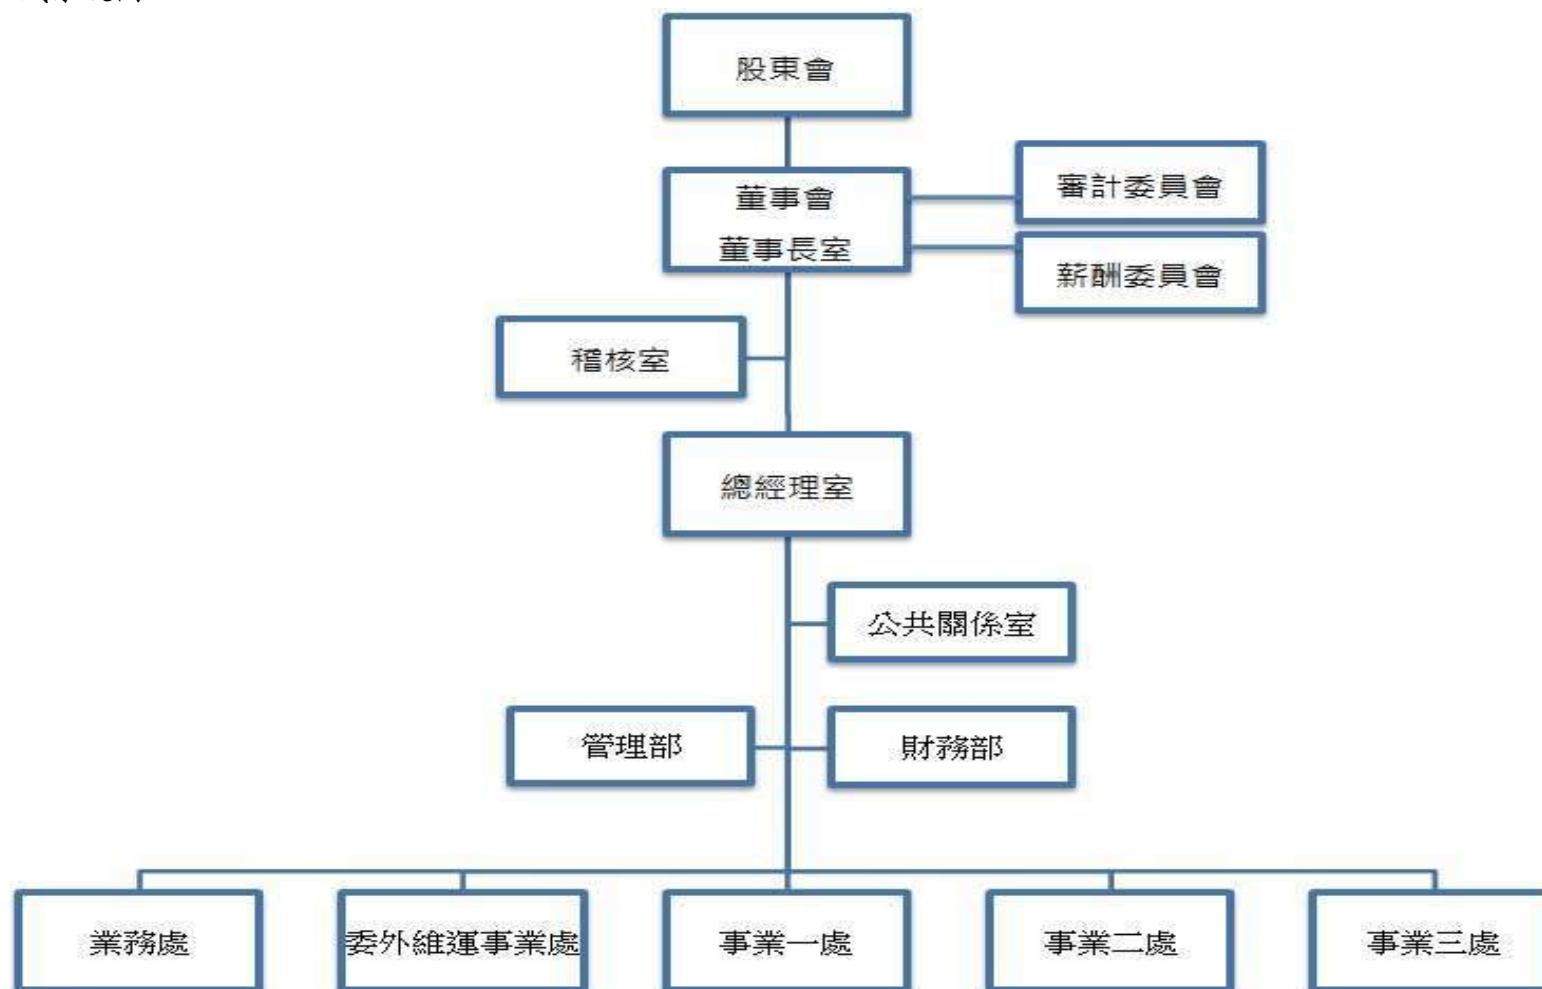 股東會
董事會
董事長室
審計委員會
薪酬委員會
稽核室
總經理室
公共關係室
管理部
財務部
業務處
委外維運事業處
事業一處
事業二處
事業三處